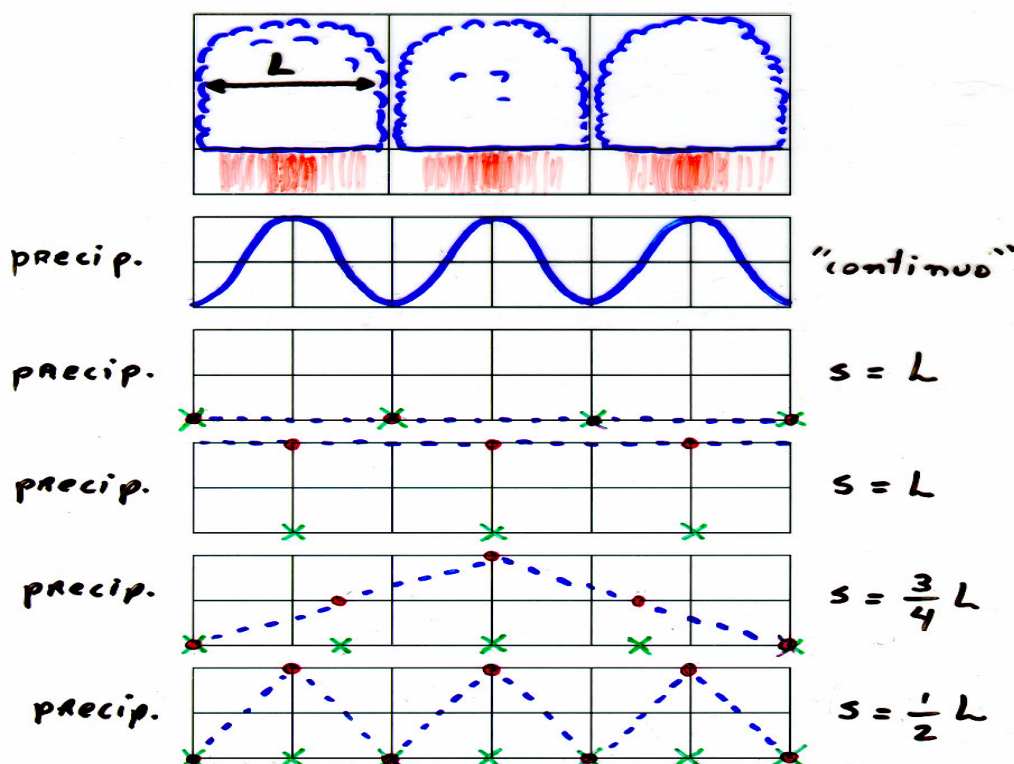 L
precip. "continuo"
precip. s = L
precip. s = L
precip. s = 3/4 L
precip. s = 1/2 L